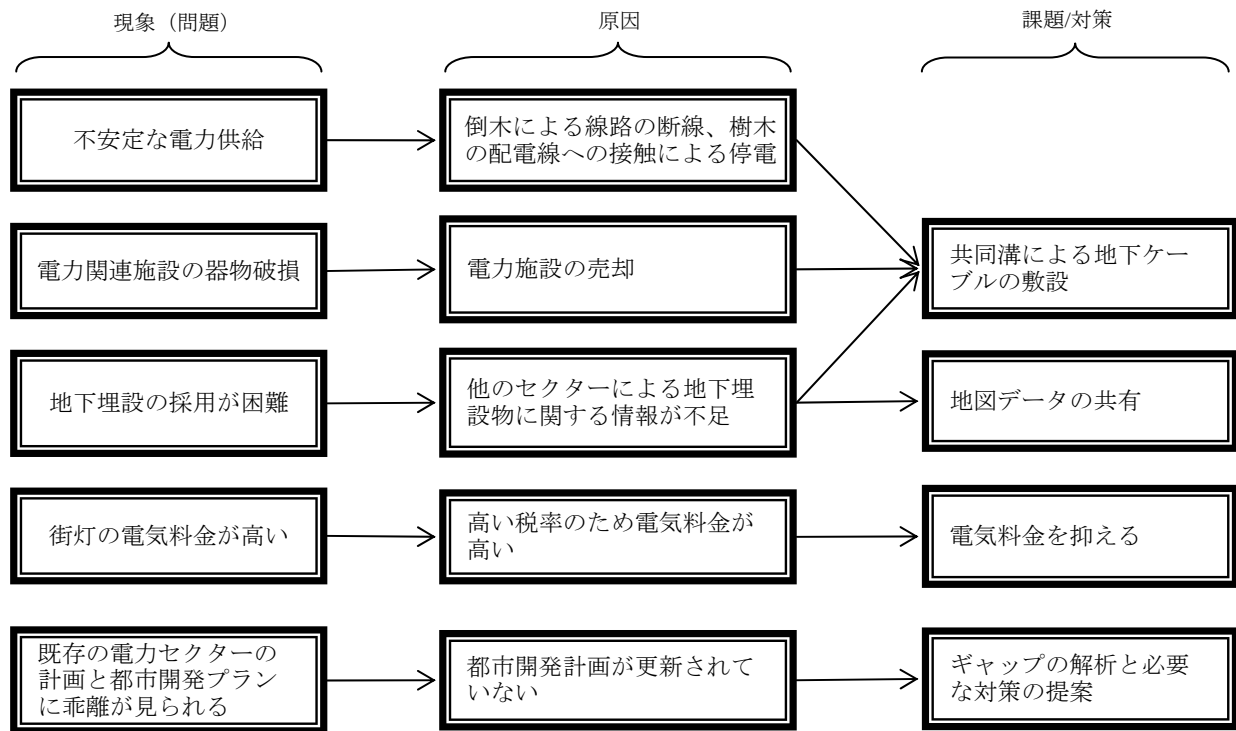 現象（問題）
原因
課題/対策
不安定な電力供給
倒木による線路の断線、樹木
の配電線への接触による停電
電力関連施設の器物破損
電力施設の売却
共同溝による地下ケー
ブルの敷設
地下埋設の採用が困難
他のセクターによる地下埋
設物に関する情報が不足
地図データの共有
街灯の電気料金が高い
高い税率のため電気料金が
高い
電気料金を抑える
既存の電力セクターの
計画と都市開発プラン
に乖離が見られる
都市開発計画が更新されて
いない
ギャップの解析と必要
な対策の提案